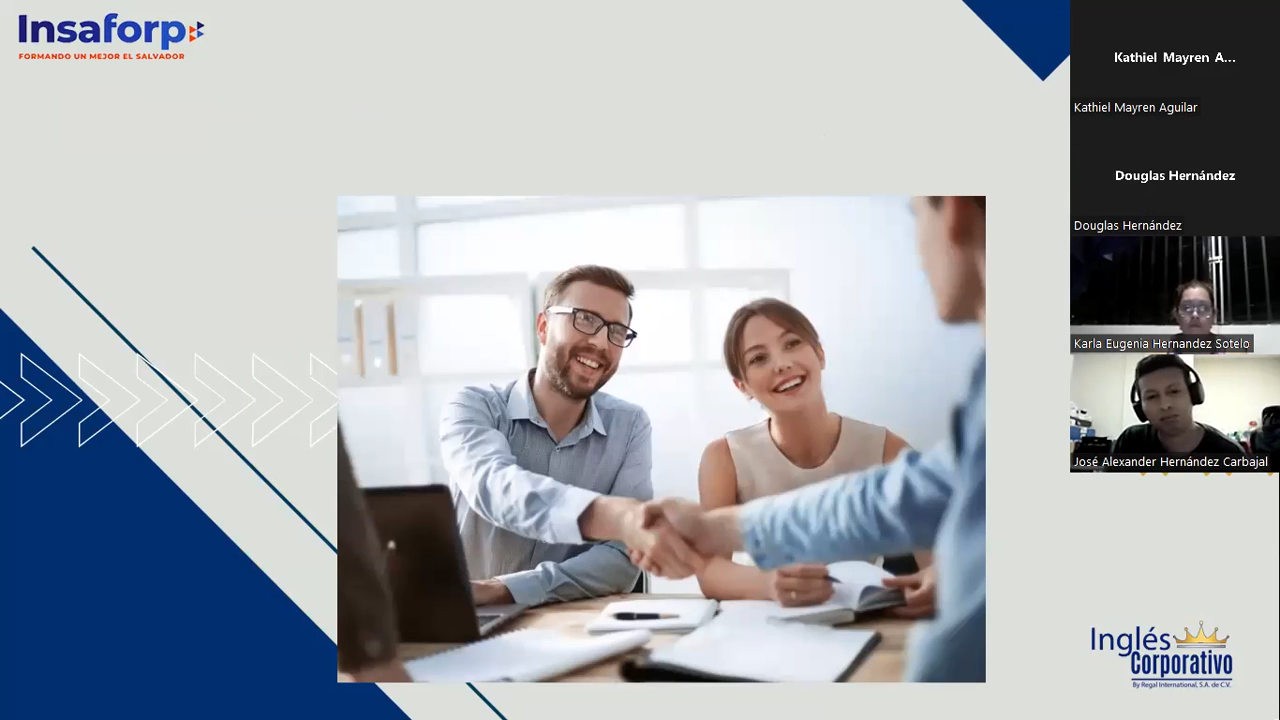 Insaforp
FORMANDO UN MEJOR EL SALVADOR
Kathiel Mayren A...
Kathiel Mayren Aguilar
Douglas Hernández
Douglas Hernández
Karla Eugenia Hernandez Sotelo
José Alexander Hernández Carbajal
Inglés
Corporativo
By Regal International, S.A. de C.V.